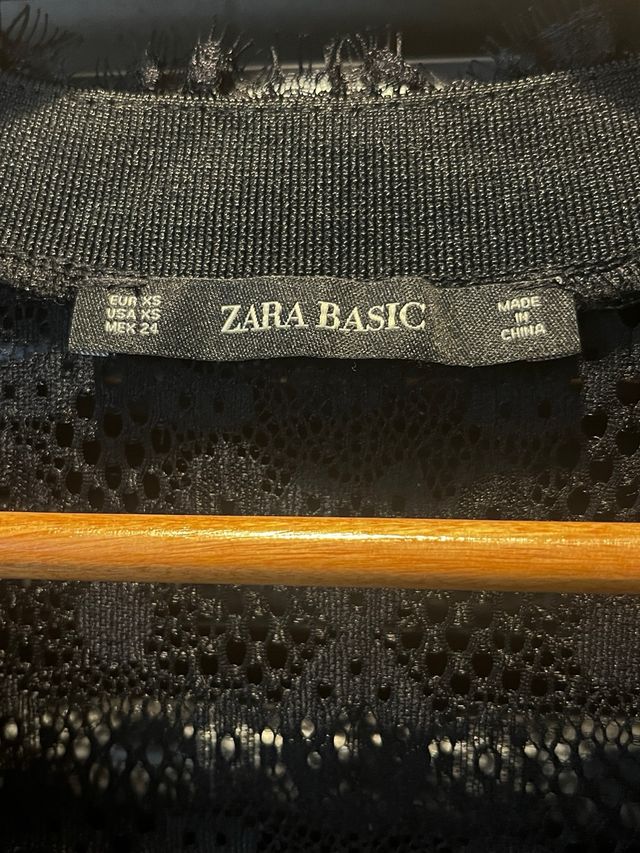 EUR XS
USA XS
MEX 24
ZARA BASIC
MADE
IN
CHINA